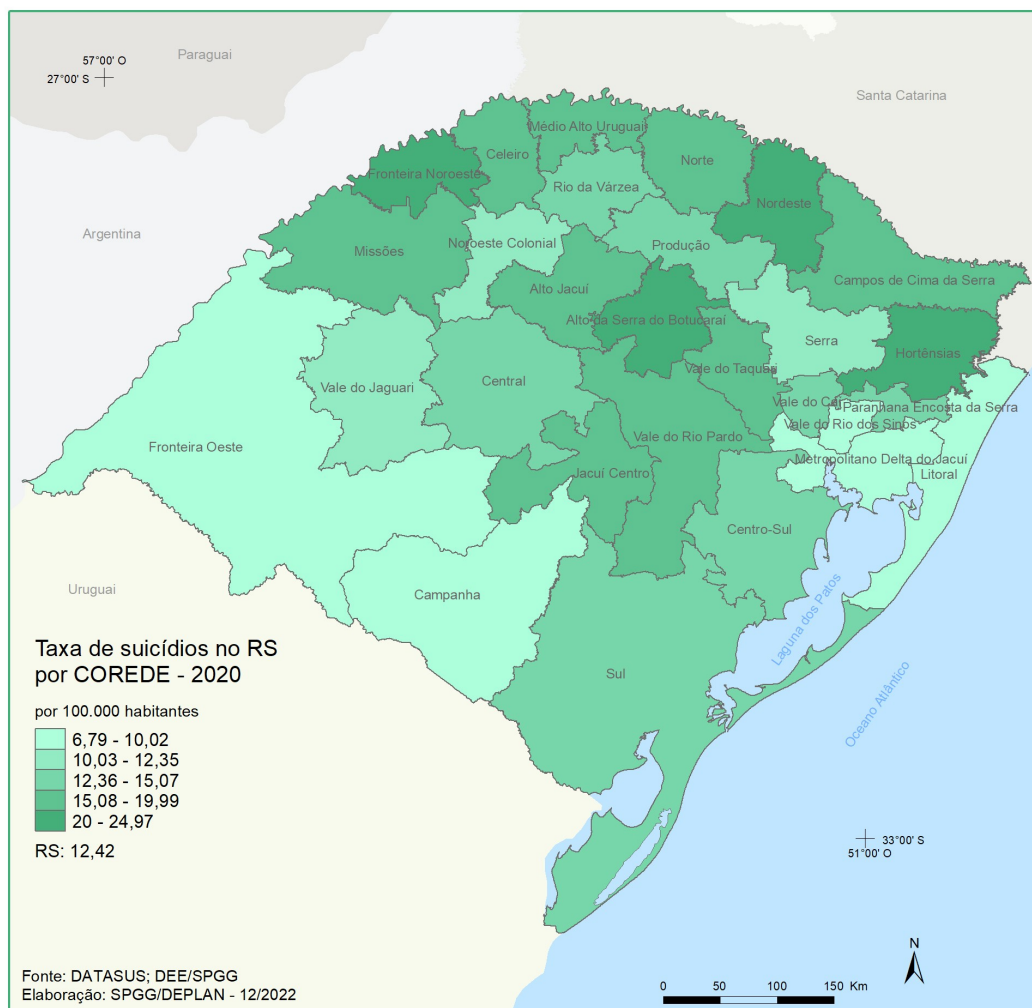 Paraguai
57°00' O
27°00' S
Santa Catarina
Médio Alto Uruguai
Celeiro
Norte
Fronteira Noroeste
Rio da Várzea
Nordeste
Argentina
Noroeste Colonial
Produção
Missões
Campos de Cima da Serra
Alto Jacuí
Alto da Serra do Botucaraí
Serra
Hortênsias
Vale do Taquari
Central
Vale do Jaguari
Vale do Caí
Paranhana Encosta da Serra
Vale do Rio dos Sinos
Vale do Rio Pardo
Fronteira Oeste
Metropolitano Delta do Jacuí
Jacuí Centro
Litoral
Centro-Sul
Uruguai
Campanha
Laguna dos Patos
Sul
Oceano Atlântico
Taxa de suicídios no RS
por COREDE - 2020
por 100.000 habitantes
6,79 - 10,02
10,03 - 12,35
12,36 - 15,07
15,08 - 19,99
20 - 24,97
RS: 12,42
33°00' S
51°00' O
N
Fonte: DATASUS; DEE/SPGG
Elaboração: SPGG/DEPLAN - 12/2022
0 50 100 150 Km